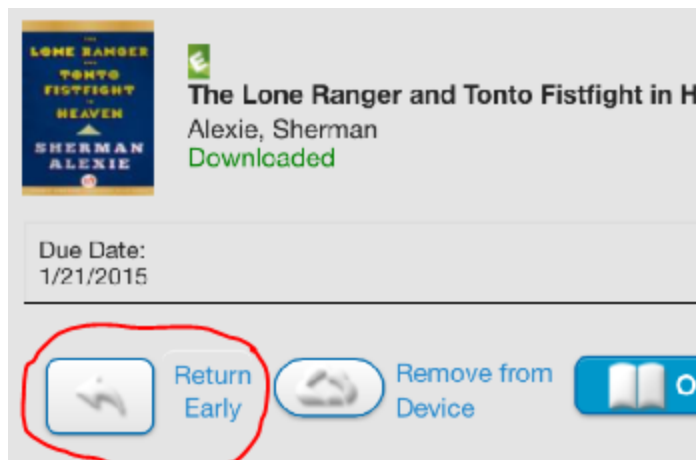 THE
LONE RANGER
AND
TONTO
FISTFIGHT
IN
HEAVEN
SHERMAN
ALEXIE
E
The Lone Ranger and Tonto Fistfight in H
Alexie, Sherman
Downloaded
Due Date:
1/21/2015
Return
Early
Remove from
Device
O